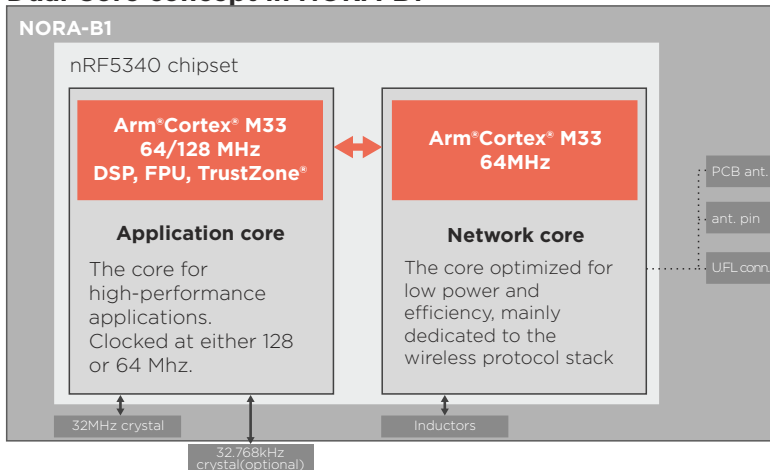 NORA-B1
nRF5340 chipset
Arm®Cortex® M33
64/128 MHz
DSP, FPU, TrustZone®
Application core
The core for
high-performance
applications.
Clocked at either 128
or 64 Mhz.
Arm®Cortex® M33
64MHz
Network core
The core optimized for
low power and
efficiency, mainly
dedicated to the
wireless protocol stack
PCB ant.
ant. pin
U.FL conn.
32MHz crystal
32.768kHz
crystal(optional)
Inductors